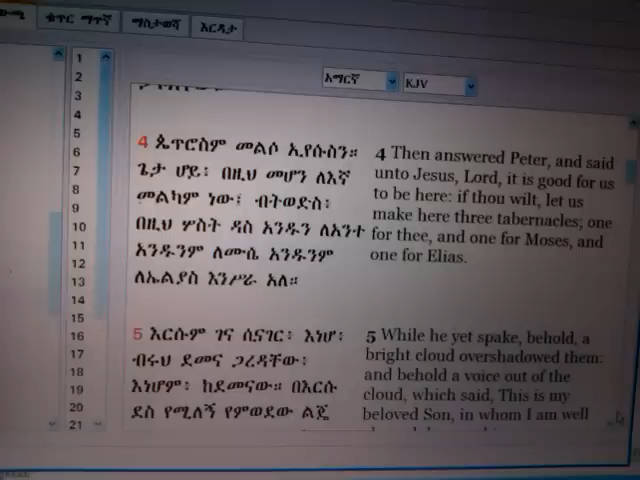 ቁጥር ማጥኛ
ማስታወሻ
እርዳታ
አማርኛ
KJV
1
2
3
4
5
6
7
8
9
10
11
12
13
14
15
16
17
18
19
20
21
4 ጴጥሮስም መልሶ ኢየሱስን።
ጌታ ሆይ፥ በዚህ መሆን ለእኛ
መልካም ነው፤ ብትወድስ፥
በዚህ ሦስት ዳስ አንዱን ለአንተ
አንዱንም ለሙሴ አንዱንም
ለኤልያስ እንሥራ አለ።
4 Then answered Peter, and said
unto Jesus, Lord, it is good for us
to be here: if thou wilt, let us
make here three tabernacles; one
for thee, and one for Moses, and
one for Elias.
5 እርሱም ገና ሲናገር፥ እነሆ፥
ብሩህ ደመና ጋረዳቸው፥
እነሆም፥ ከደመናው። በእርሱ
ደስ የሚለኝ የምወደው ልጄ
5 While he yet spake, behold, a
bright cloud overshadowed them:
and behold a voice out of the
cloud, which said, This is my
beloved Son, in whom I am well